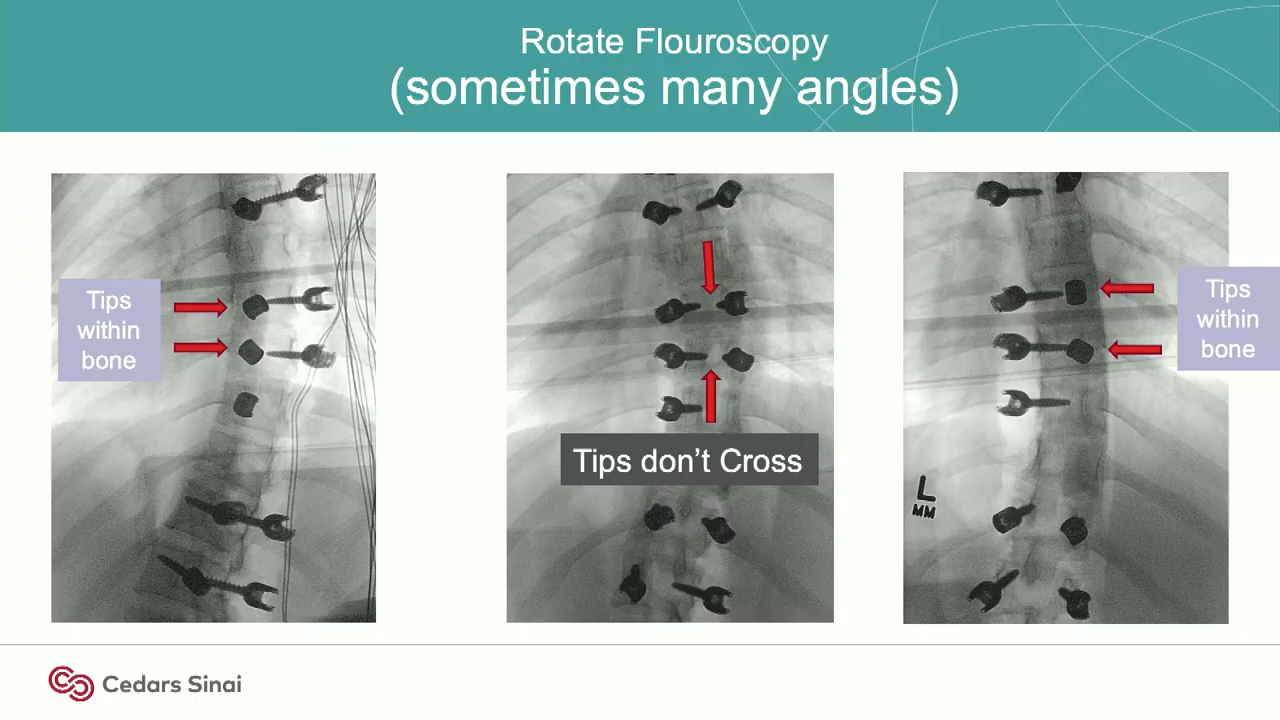 Rotate Flouroscopy
(sometimes many angles)
Tips
within
bone
Tips don't Cross
Tips
within
bone
L
MM
Cedars Sinai